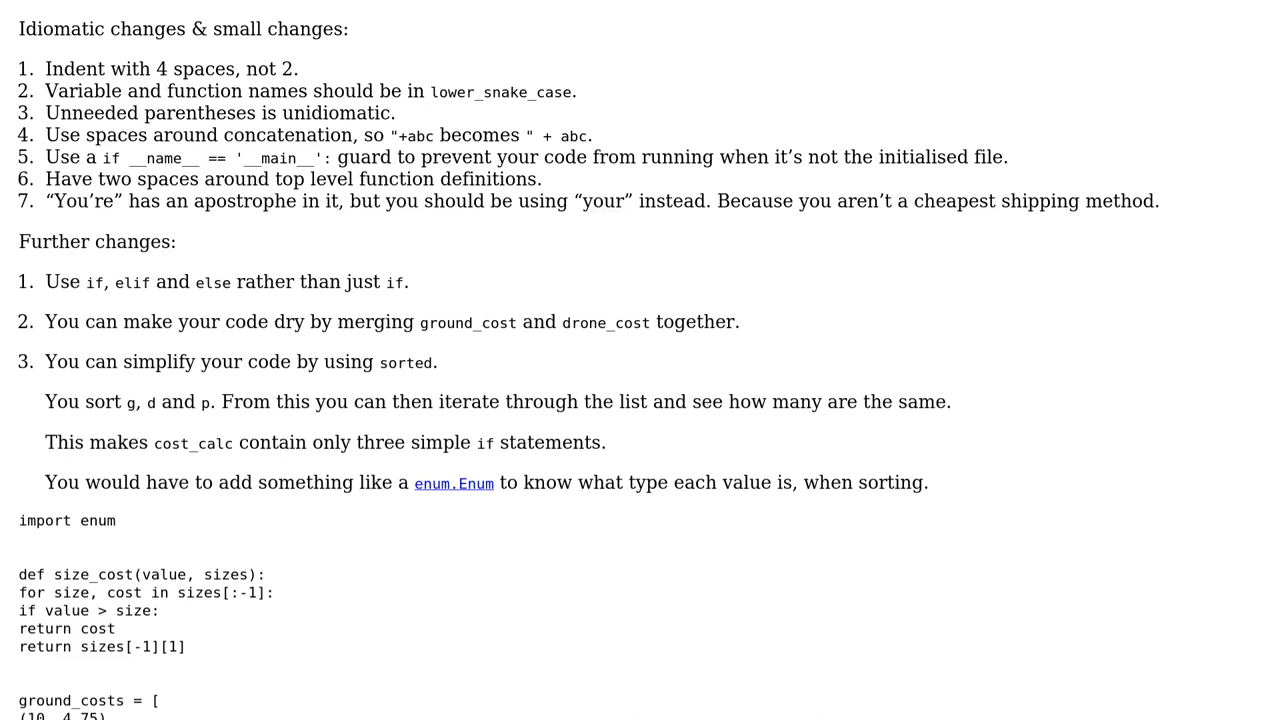 Idiomatic changes & small changes:
1. Indent with 4 spaces, not 2.
2. Variable and function names should be in lower_snake_case.
3. Unneeded parentheses is unidiomatic.
4. Use spaces around concatenation, so "+abc becomes " + abc.
5. Use a if __name__ == '__main__': guard to prevent your code from running when it’s not the initialised file.
6. Have two spaces around top level function definitions.
7. “You’re” has an apostrophe in it, but you should be using “your” instead. Because you aren’t a cheapest shipping method.
Further changes:
1. Use if, elif and else rather than just if.
2. You can make your code dry by merging ground_cost and drone_cost together.
3. You can simplify your code by using sorted.
You sort g, d and p. From this you can then iterate through the list and see how many are the same.
This makes cost_calc contain only three simple if statements.
You would have to add something like a enum.Enum to know what type each value is, when sorting.
import enum
def size_cost(value, sizes):
for size, cost in sizes[:-1]:
if value > size:
return cost
return sizes[-1][1]
ground_costs = [
(10, 4.75),